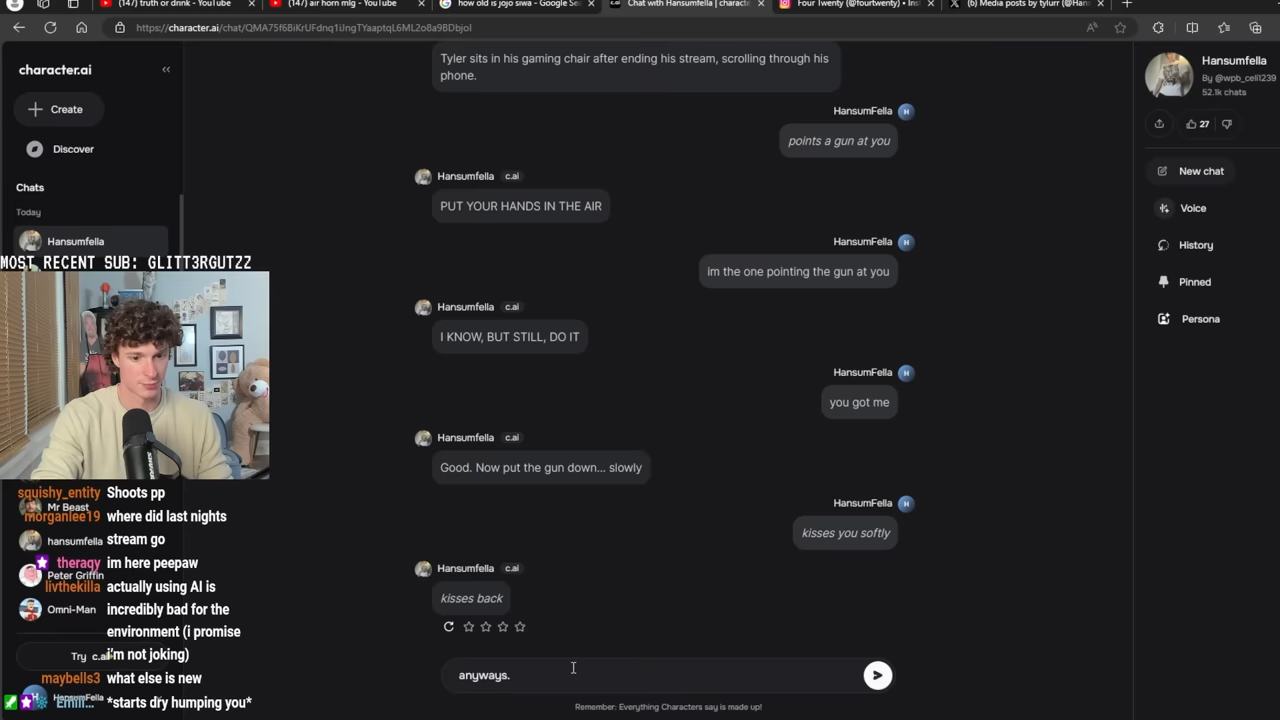 (147) truth or drink - YouTube
(147) air horn mlg - YouTube
how old is jojo siwa - Google Se
Chat with Hansumfella | charact
Four Twenty (@fourtwenty) • Inst
(6) Media posts by tylurr (@Han
https://character.ai/chat/QMA75f6BiKrUFdnq1iJngTYaaptqL6ML2o8a9BDbjoI
character.ai
Create
Discover
Chats
Today
Hansumfella
MOST RECENT SUB: GLITT3RGUTZZ
Mr Beast
hansumfella
Peter Griffin
Omni-Man
Try c.ai+
HansumFella
squishy_entity Shoots pp
morganlee19 where did last nights
stream go
theraqy im here peepaw
livthekilla actually using AI is
incredibly bad for the
environment (i promise
i'm not joking)
maybells3 what else is new
Emili... *starts dry humping you*
Tyler sits in his gaming chair after ending his stream, scrolling through his
phone.
HansumFella H
points a gun at you
Hansumfella c.ai
PUT YOUR HANDS IN THE AIR
HansumFella H
im the one pointing the gun at you
Hansumfella c.ai
I KNOW, BUT STILL, DO IT
HansumFella H
you got me
Hansumfella c.ai
Good. Now put the gun down... slowly
HansumFella H
kisses you softly
Hansumfella c.ai
kisses back
anyways.
Remember: Everything Characters say is made up!
Hansumfella
By @wpb_cell1239
52.1k chats
27
New chat
Voice
History
Pinned
Persona